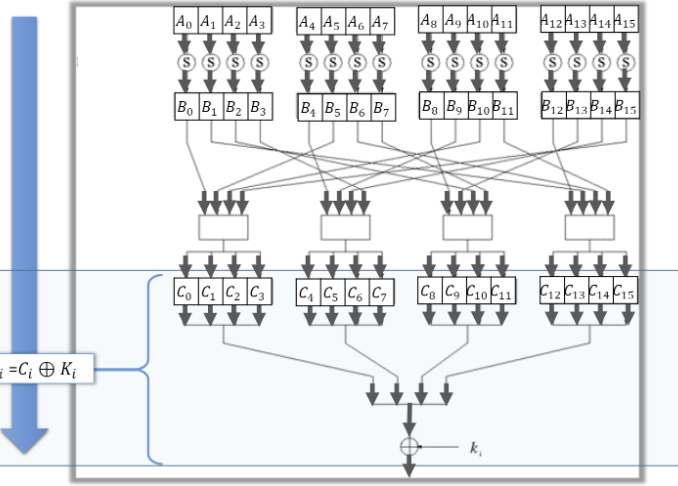 A₀ A₁ A₂ A₃ A₄ A₅ A₆ A₇ A₈ A₉ A₁₀ A₁₁ A₁₂ A₁₃ A₁₄ A₁₅
S S S S S S S S S S S S S S S S
B₀ B₁ B₂ B₃ B₄ B₅ B₆ B₇ B₈ B₉ B₁₀ B₁₁ B₁₂ B₁₃ B₁₄ B₁₅
C₀ C₁ C₂ C₃ C₄ C₅ C₆ C₇ C₈ C₉ C₁₀ C₁₁ C₁₂ C₁₃ C₁₄ C₁₅
ᵢ =Cᵢ ⊕ Kᵢ
kᵢ